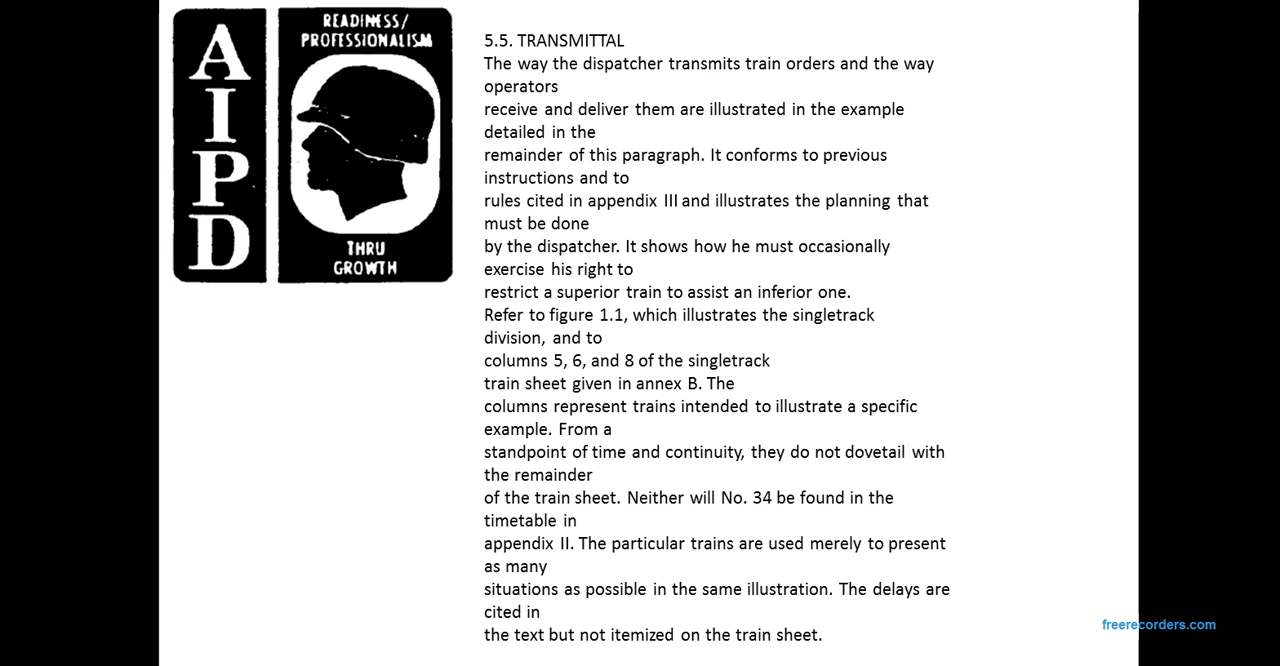 A
I
P
D
READINESS/
PROFESSIONALISM
THRU
GROWTH
5.5. TRANSMITTAL
The way the dispatcher transmits train orders and the way
operators
receive and deliver them are illustrated in the example
detailed in the
remainder of this paragraph. It conforms to previous
instructions and to
rules cited in appendix III and illustrates the planning that
must be done
by the dispatcher. It shows how he must occasionally
exercise his right to
restrict a superior train to assist an inferior one.
Refer to figure 1.1, which illustrates the singletrack
division, and to
columns 5, 6, and 8 of the singletrack
train sheet given in annex B. The
columns represent trains intended to illustrate a specific
example. From a
standpoint of time and continuity, they do not dovetail with
the remainder
of the train sheet. Neither will No. 34 be found in the
timetable in
appendix II. The particular trains are used merely to present
as many
situations as possible in the same illustration. The delays are
cited in
the text but not itemized on the train sheet.
freerecorders.com